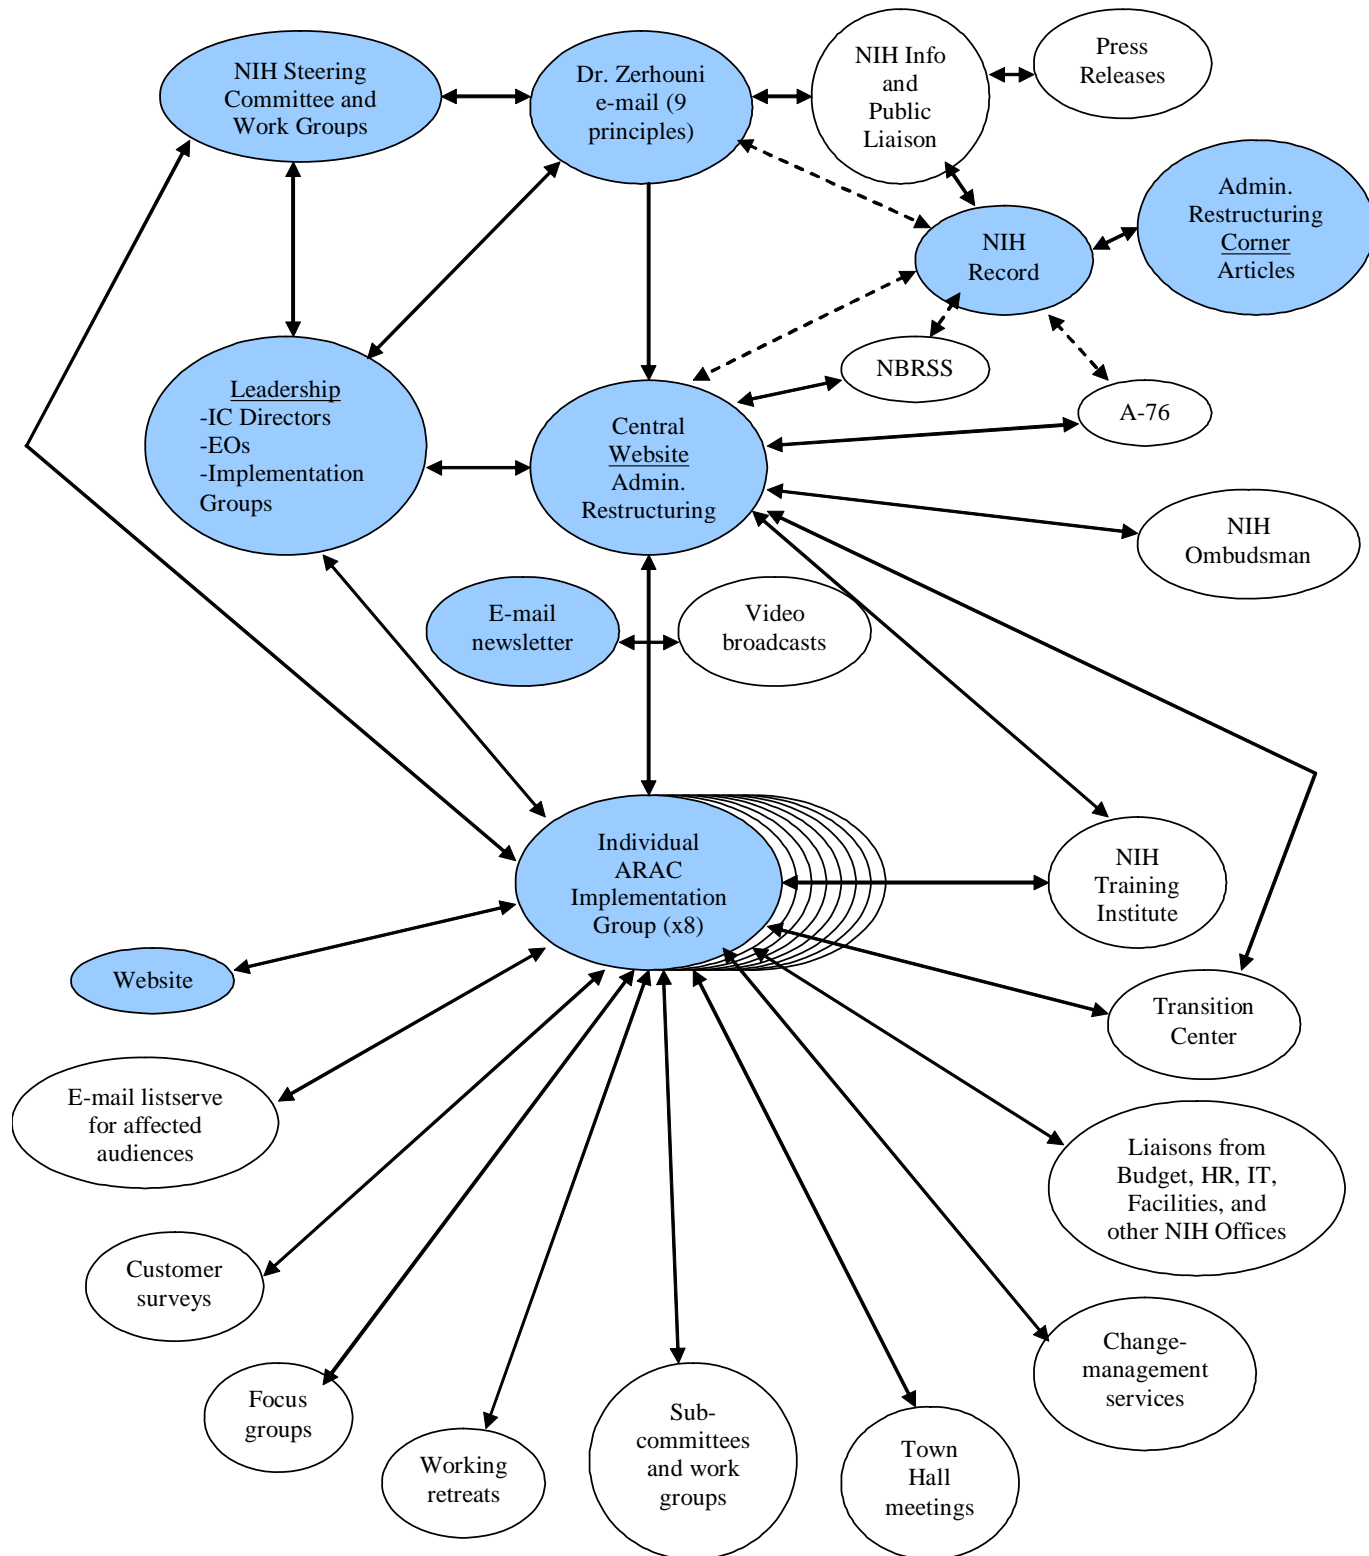 NIH Steering
Committee and
Work Groups
Dr. Zerhouni
e-mail (9
principles)
NIH Info
and
Public
Liaison
Press
Releases
Admin.
Restructuring
Corner
Articles
NIH
Record
NBRSS
A-76
Leadership
-IC Directors
-EOs
-Implementation
Groups
Central
Website
Admin.
Restructuring
NIH
Ombudsman
E-mail
newsletter
Video
broadcasts
Individual
ARAC
Implementation
Group (x8)
NIH
Training
Institute
Website
Transition
Center
E-mail listserve
for affected
audiences
Liaisons from
Budget, HR, IT,
Facilities, and
other NIH Offices
Customer
surveys
Change-
management
services
Focus
groups
Working
retreats
Sub-
committees
and work
groups
Town
Hall
meetings